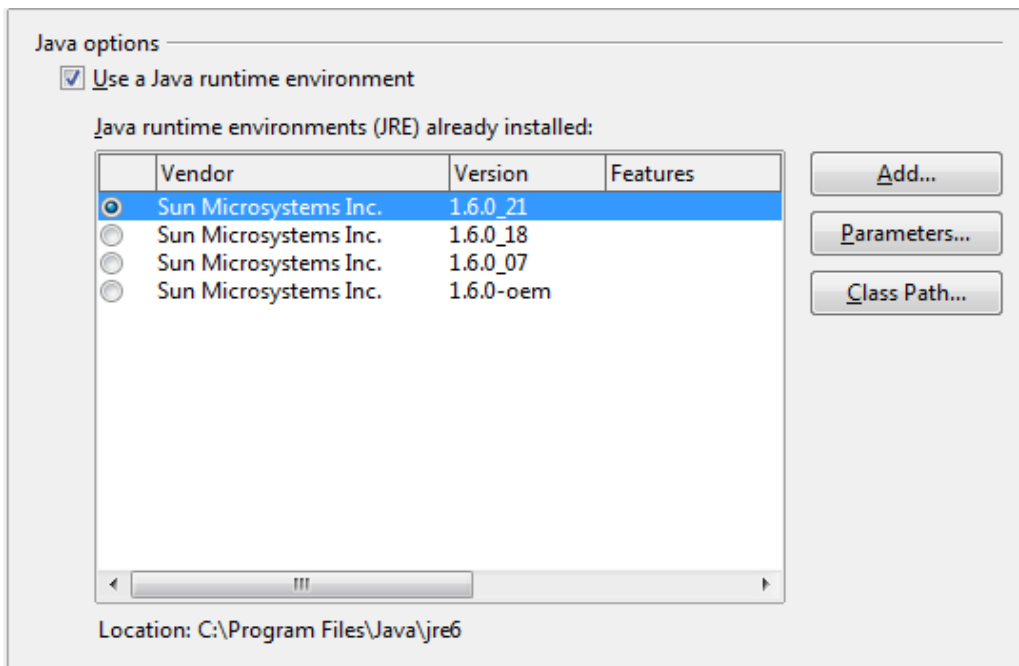 Java options
Use a Java runtime environment
Java runtime environments (JRE) already installed:
Vendor Version Features
Sun Microsystems Inc. 1.6.0_21
Sun Microsystems Inc. 1.6.0_18
Sun Microsystems Inc. 1.6.0_07
Sun Microsystems Inc. 1.6.0-oem
Add...
Parameters...
Class Path...
Location: C:\Program Files\Java\jre6